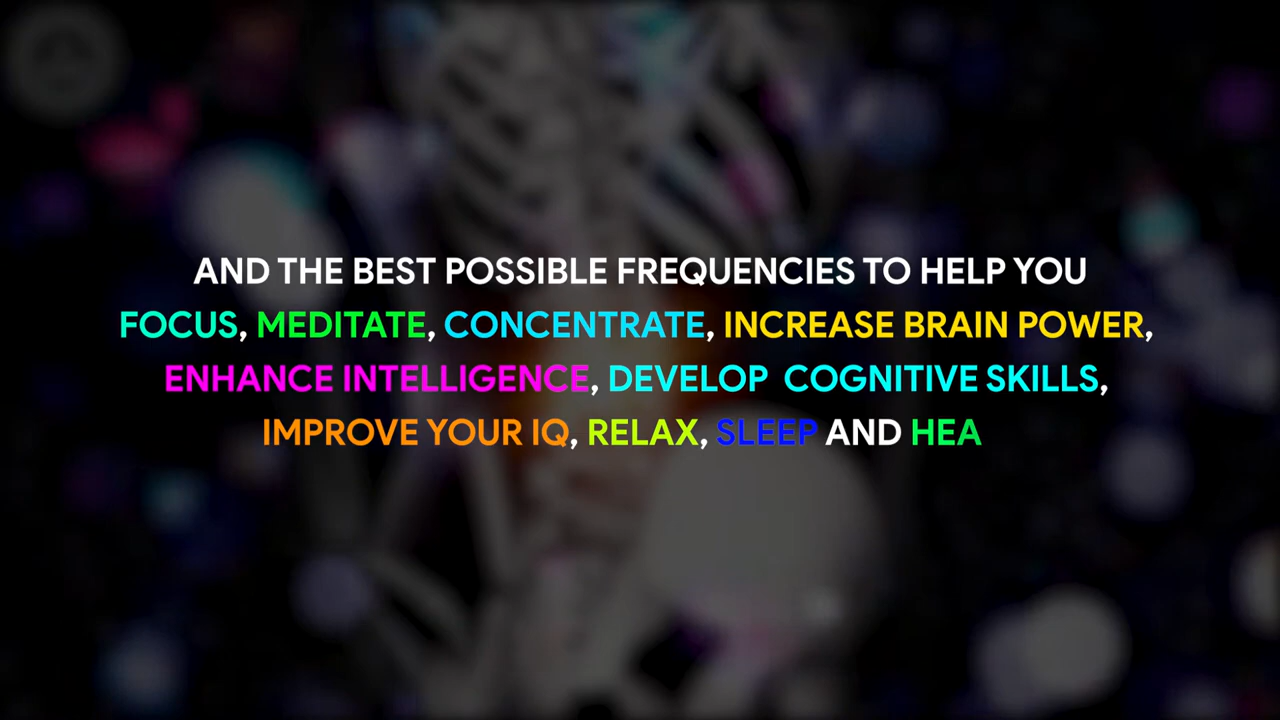 AND THE BEST POSSIBLE FREQUENCIES TO HELP YOU
FOCUS, MEDITATE, CONCENTRATE, INCREASE BRAIN POWER,
ENHANCE INTELLIGENCE, DEVELOP COGNITIVE SKILLS,
IMPROVE YOUR IQ, RELAX, SLEEP AND HEA